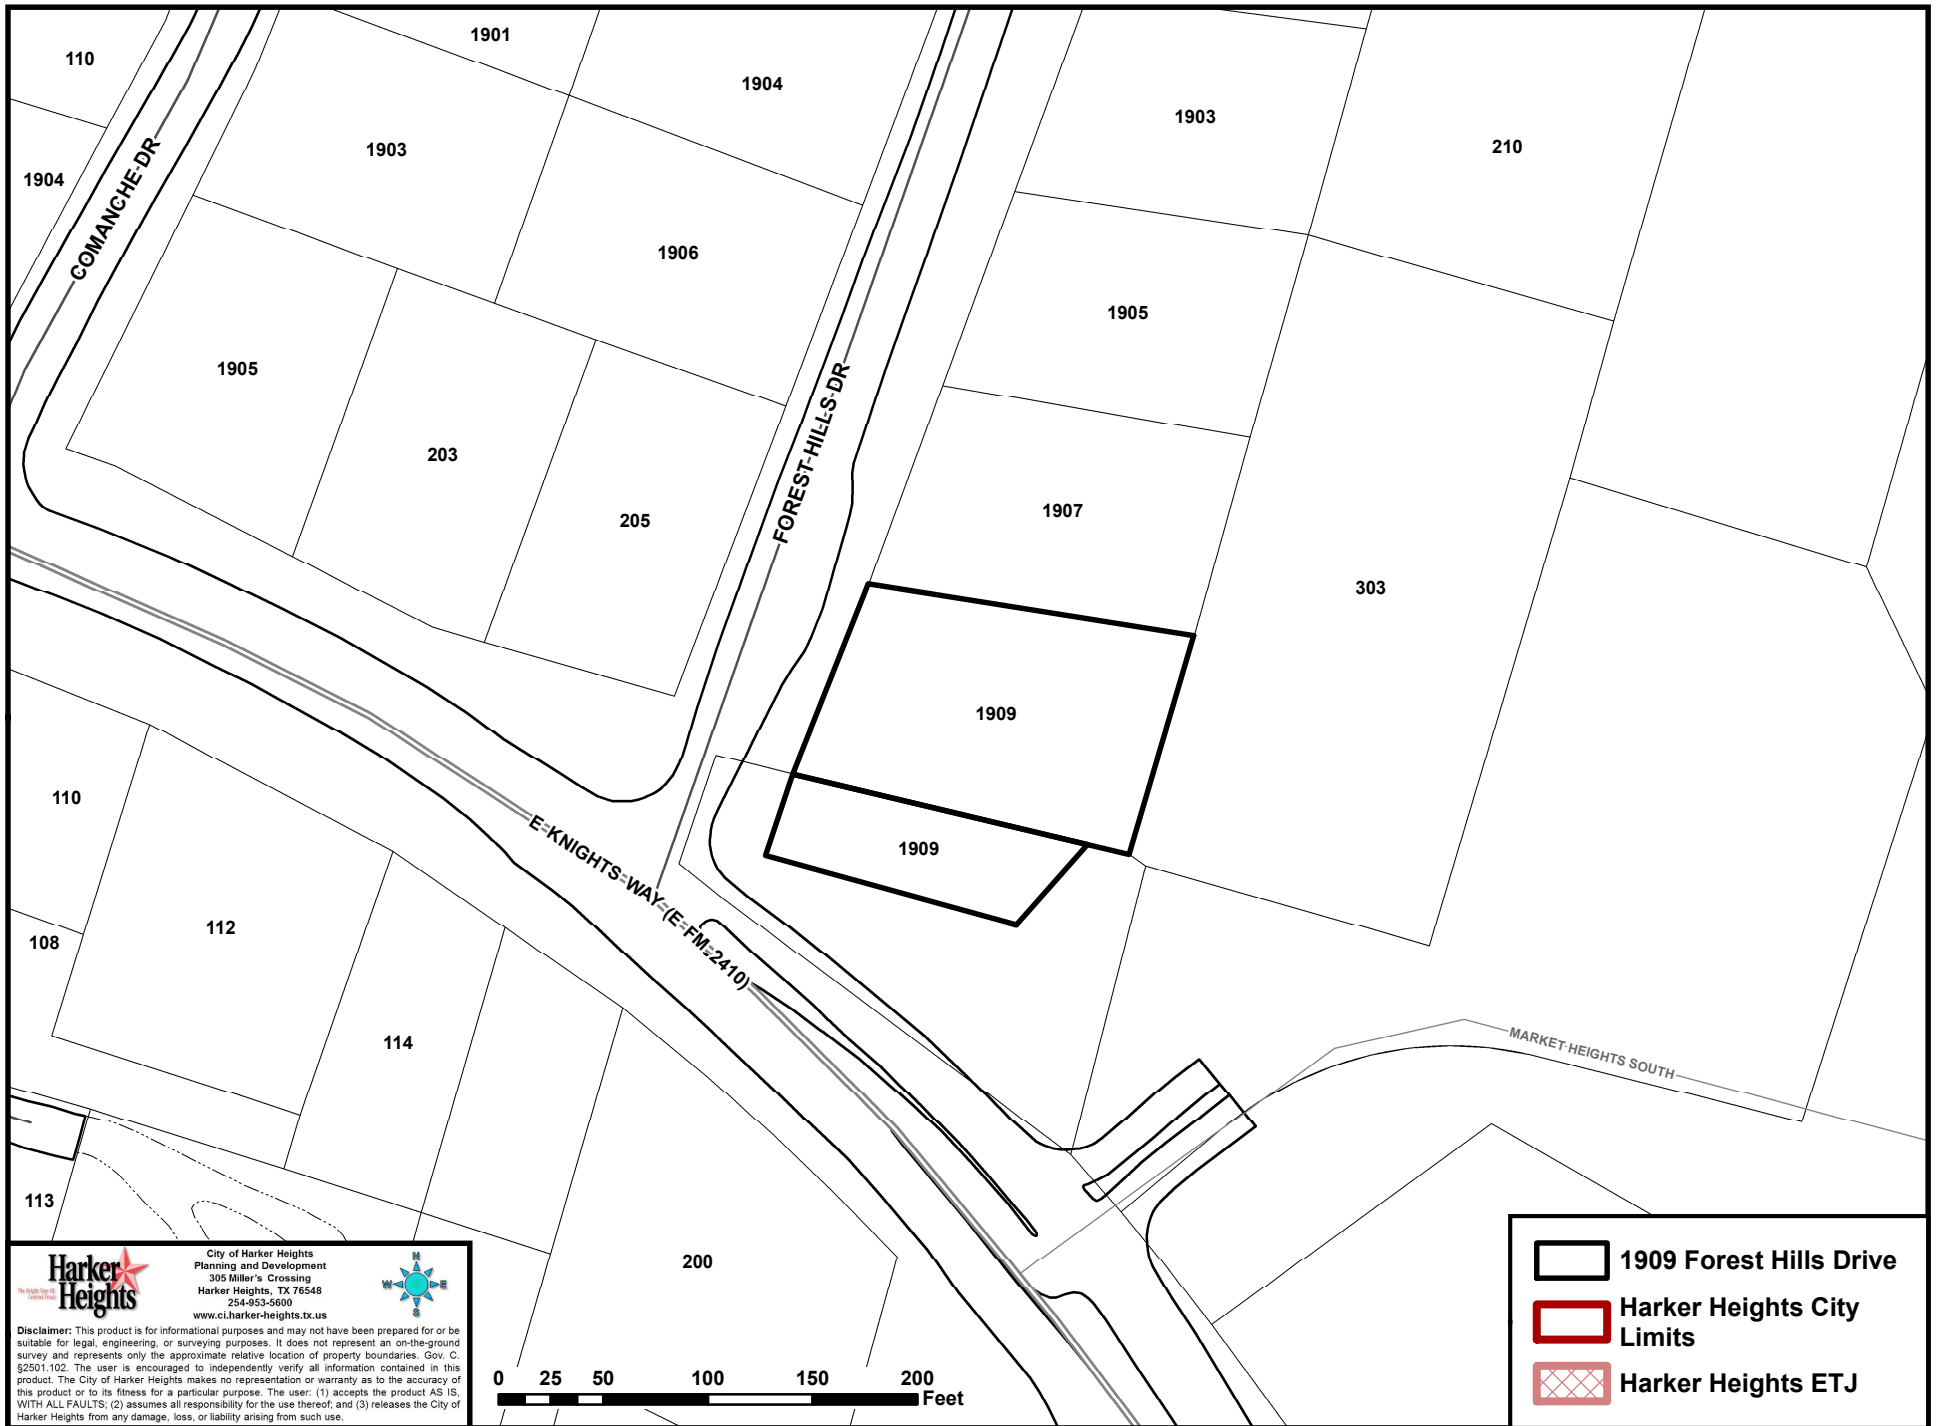 1901
110
1904
1903
1903
210
1904
COMANCHE DR
1906
1905
1905
FOREST HILLS DR
203
1907
205
303
1909
110
E KNIGHTS WAY (E FM 2410)
1909
112
108
114
MARKET HEIGHTS SOUTH
113
200
Harker
Heights
The Bright Star Of
Central Texas
City of Harker Heights
Planning and Development
305 Miller's Crossing
Harker Heights, TX 76548
254-953-5600
www.ci.harker-heights.tx.us
N
W E
S
Disclaimer: This product is for informational purposes and may not have been prepared for or be
suitable for legal, engineering, or surveying purposes. It does not represent an on-the-ground
survey and represents only the approximate relative location of property boundaries. Gov. C.
§2501.102. The user is encouraged to independently verify all information contained in this
product. The City of Harker Heights makes no representation or warranty as to the accuracy of
this product or to its fitness for a particular purpose. The user: (1) accepts the product AS IS,
WITH ALL FAULTS; (2) assumes all responsibility for the use thereof; and (3) releases the City of
Harker Heights from any damage, loss, or liability arising from such use.
0 25 50 100 150 200
Feet
1909 Forest Hills Drive
Harker Heights City
Limits
Harker Heights ETJ